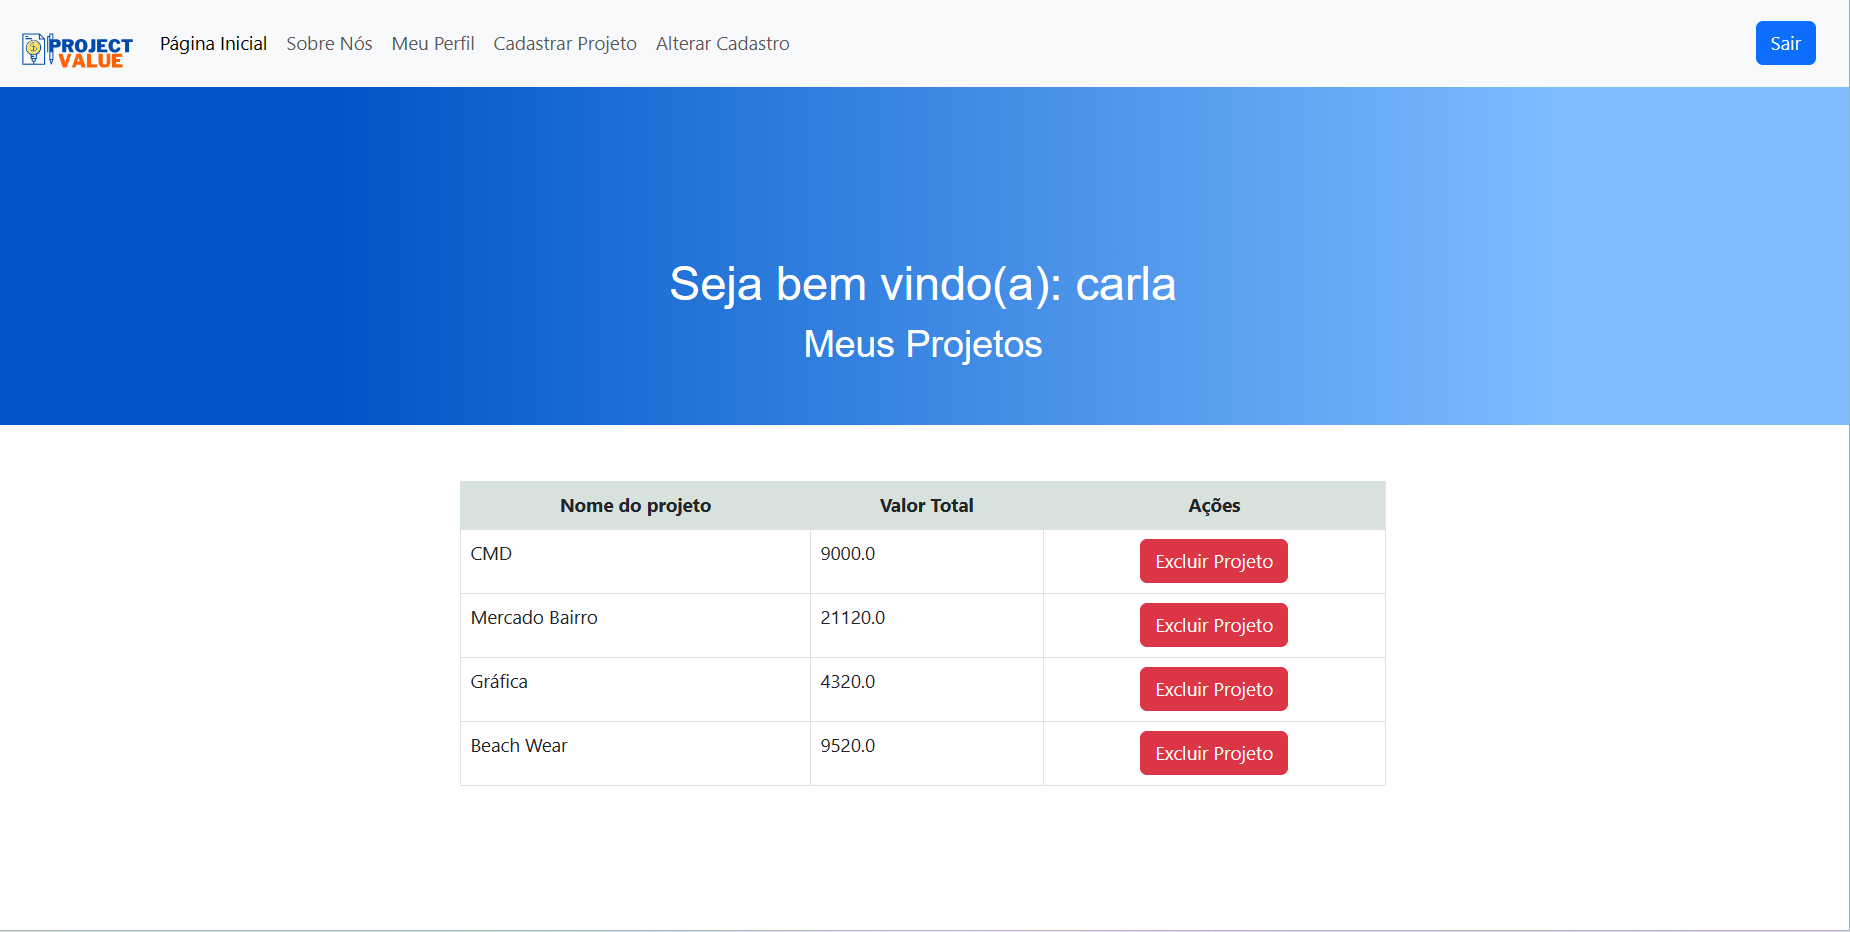 PROJECT
VALUE
Página Inicial Sobre Nós Meu Perfil Cadastrar Projeto Alterar Cadastro Sair
Seja bem vindo(a): carla
Meus Projetos
Nome do projeto Valor Total Ações
CMD 9000.0 Excluir Projeto
Mercado Bairro 21120.0 Excluir Projeto
Gráfica 4320.0 Excluir Projeto
Beach Wear 9520.0 Excluir Projeto